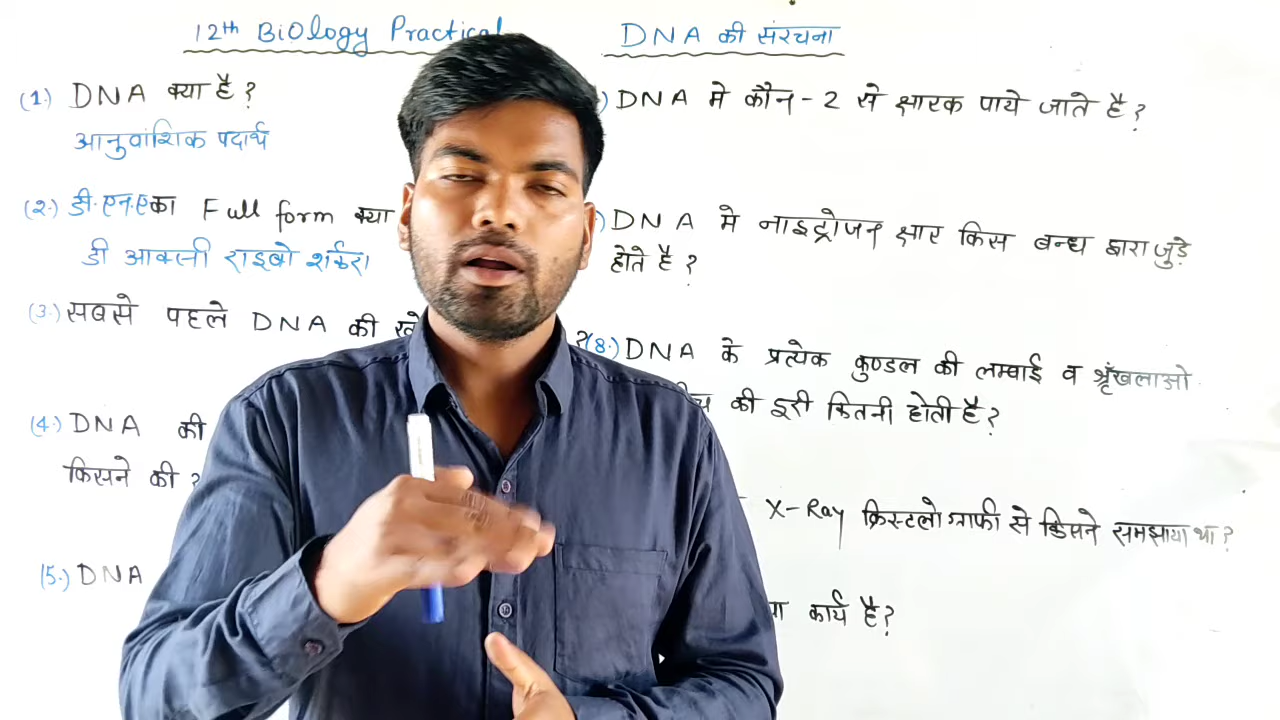 12th Biology Practical
DNA की संरचना
(1.) DNA क्या है ?
आनुवांशिक पदार्थ
(2.) डी.एन.ए का Full form क्या
डी आक्सी राइबो शर्करा
(3.) सबसे पहले DNA की
(4.) DNA की
किसने की ?
(5.) DNA
DNA मे कौन-2 से क्षारक पाये जाते है ?
DNA मे नाइट्रोजन क्षार किस बन्ध द्वारा जुड़े
होते है ?
(8.) DNA के प्रत्येक कुण्डल की लम्बाई व श्रृंखलाओ
की दूरी कितनी होती है ?
X-Ray क्रिस्टलोग्राफी से किसने समझाया था ?
कार्य है ?